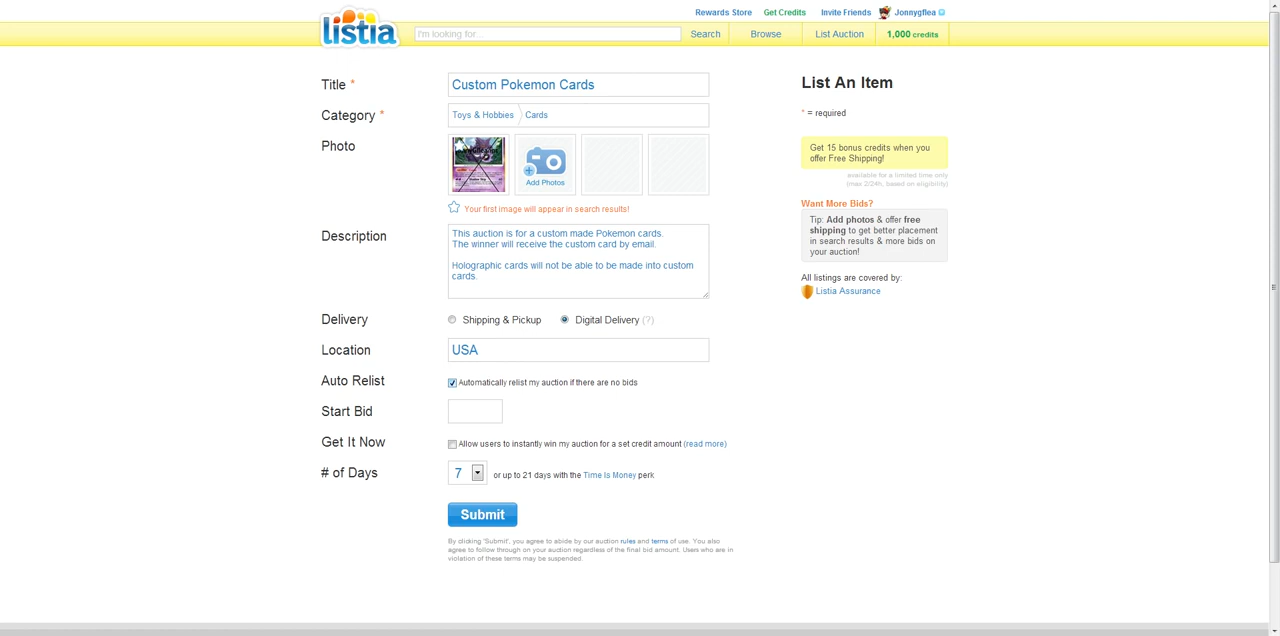 Rewards Store Get Credits Invite Friends Jonnygflea
listia I'm looking for... Search Browse List Auction 1,000 credits
Title * Custom Pokemon Cards
List An Item
Category * Toys & Hobbies Cards
* = required
Photo
Add Photos
Get 15 bonus credits when you
offer Free Shipping!
available for a limited time only
(max 2/24h, based on eligibility)
Your first image will appear in search results!
Want More Bids?
Tip: Add photos & offer free
shipping to get better placement
in search results & more bids on
your auction!
Description
This auction is for a custom made Pokemon cards.
The winner will receive the custom card by email.
Holographic cards will not be able to be made into custom
cards.
All listings are covered by:
Listia Assurance
Delivery Shipping & Pickup Digital Delivery (?)
Location USA
Auto Relist Automatically relist my auction if there are no bids
Start Bid
Get It Now Allow users to instantly win my auction for a set credit amount (read more)
# of Days 7 or up to 21 days with the Time Is Money perk
Submit
By clicking 'Submit', you agree to abide by our auction rules and terms of use. You also
agree to follow through on your auction regardless of the final bid amount. Users who are in
violation of these terms may be suspended.